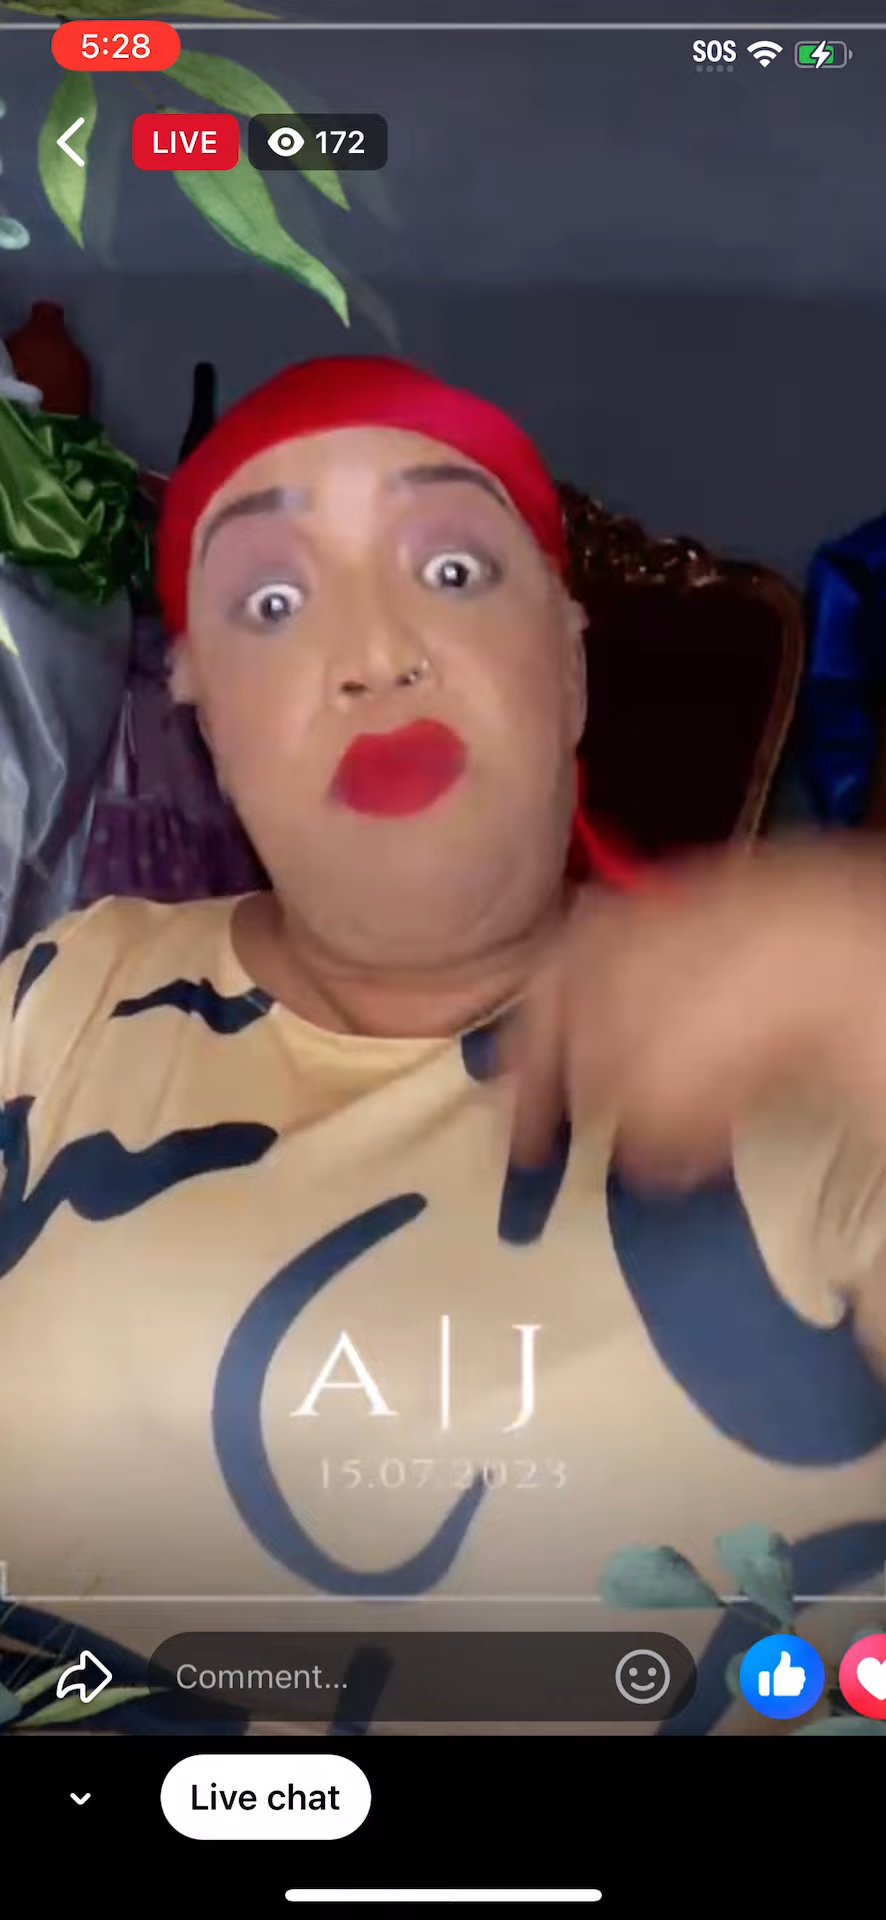 5:28
SOS
LIVE
172
A | J
15.07.2023
Comment...
Live chat